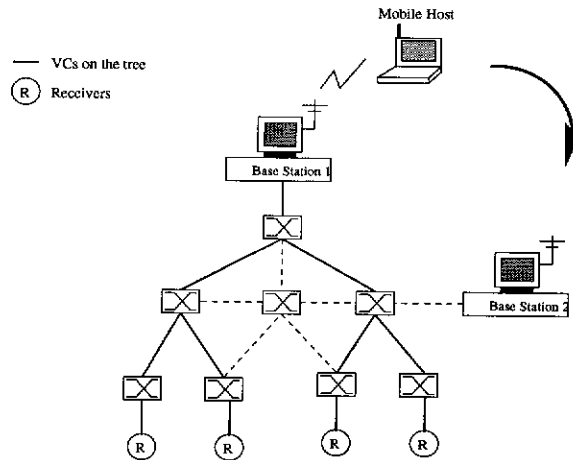 Mobile Host
VCs on the tree
R Receivers
Base Station 1
Base Station 2
R R R R